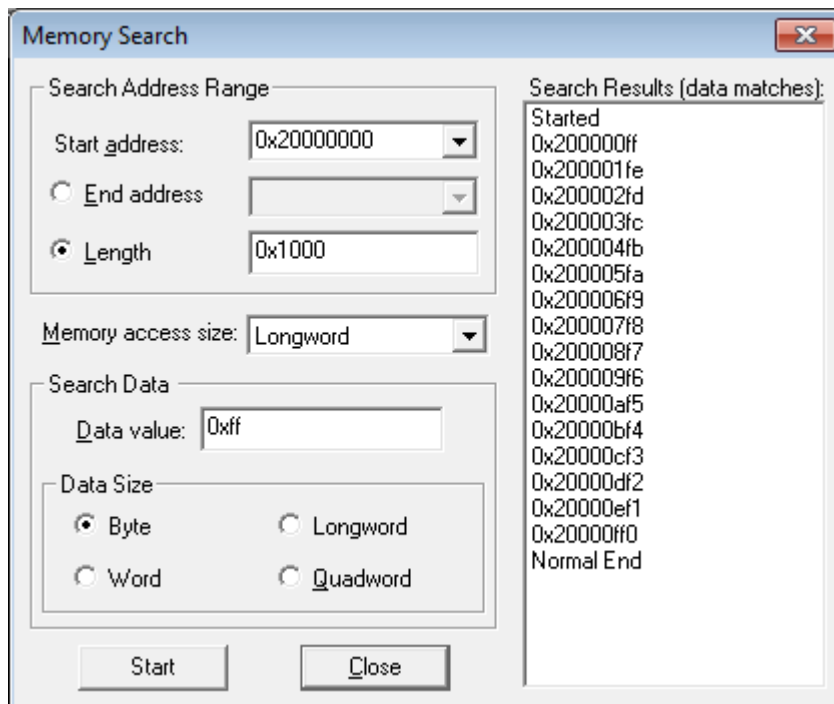 Memory Search
Search Address Range
Start address:
0x20000000
End address
Length
0x1000
Memory access size:
Longword
Search Data
Data value:
0xff
Data Size
Byte
Longword
Word
Quadword
Start
Close
Search Results (data matches):
Started
0x200000ff
0x200001fe
0x200002fd
0x200003fc
0x200004fb
0x200005fa
0x200006f9
0x200007f8
0x200008f7
0x200009f6
0x20000af5
0x20000bf4
0x20000cf3
0x20000df2
0x20000ef1
0x20000ff0
Normal End